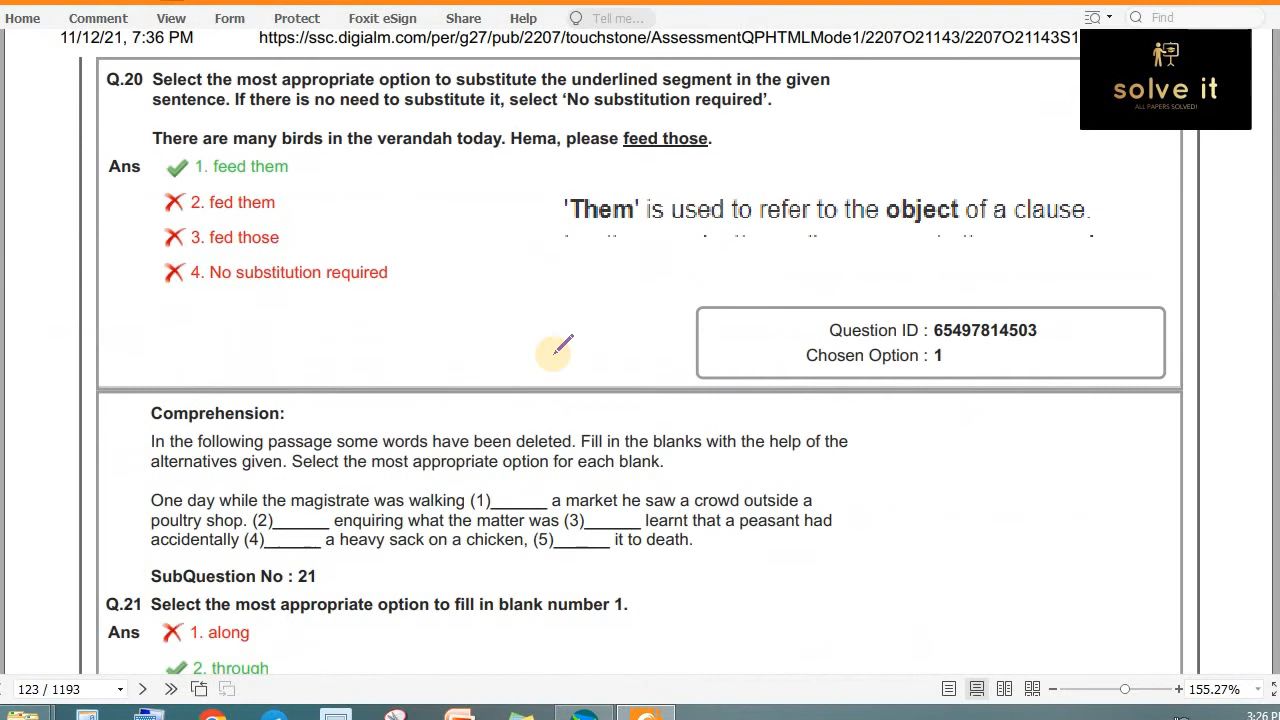 Home Comment View Form Protect Foxit eSign Share Help Tell me... Find
11/12/21, 7:36 PM https://ssc.digialm.com/per/g27/pub/2207/touchstone/AssessmentQPHTMLMode1/2207O21143/2207O21143S1
solve it
ALL PAPERS SOLVED!
Q.20 Select the most appropriate option to substitute the underlined segment in the given
sentence. If there is no need to substitute it, select ‘No substitution required’.
There are many birds in the verandah today. Hema, please feed those.
Ans 1. feed them
2. fed them
'Them' is used to refer to the object of a clause.
3. fed those
4. No substitution required
Question ID : 65497814503
Chosen Option : 1
Comprehension:
In the following passage some words have been deleted. Fill in the blanks with the help of the
alternatives given. Select the most appropriate option for each blank.
One day while the magistrate was walking (1)______ a market he saw a crowd outside a
poultry shop. (2)______ enquiring what the matter was (3)______ learnt that a peasant had
accidentally (4)______ a heavy sack on a chicken, (5)______ it to death.
SubQuestion No : 21
Q.21 Select the most appropriate option to fill in blank number 1.
Ans 1. along
2. through
123 / 1193 155.27%